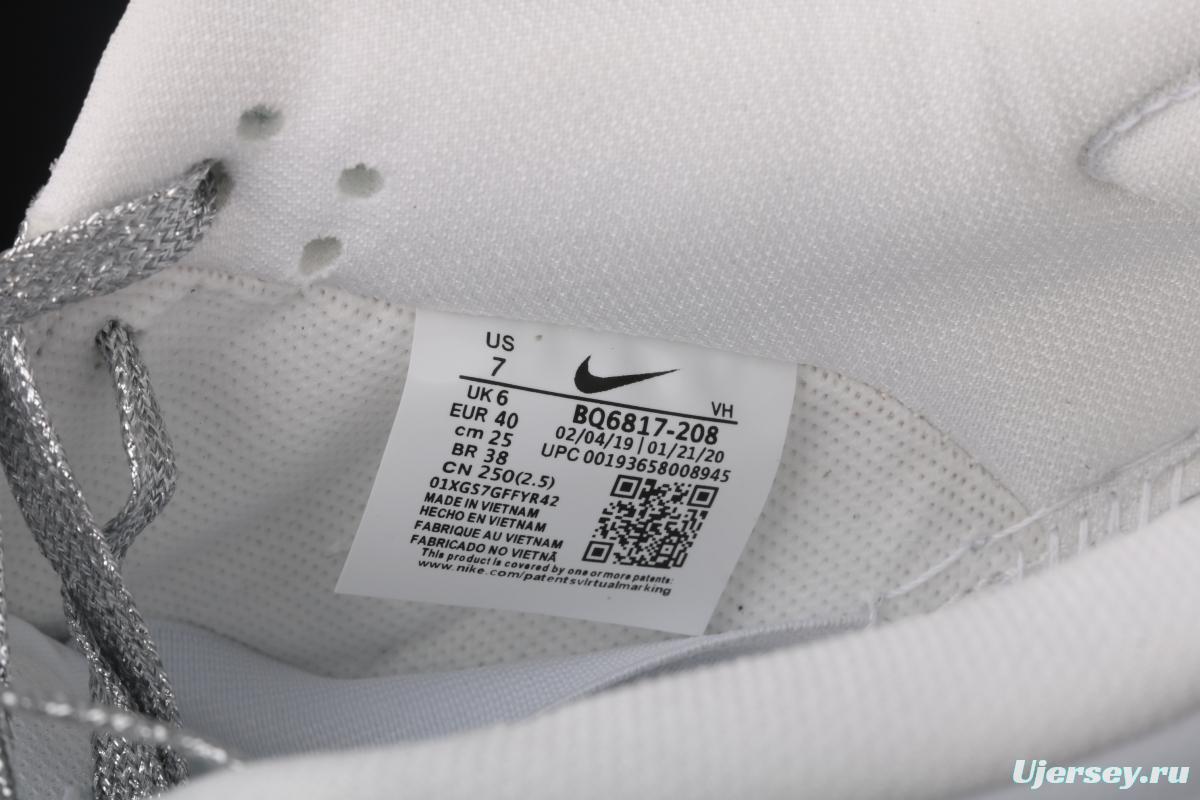 US
7
VH
UK 6
EUR 40
cm 25
BR 38
CN 250(2.5)
BQ6817-208
02/04/19 | 01/21/20
UPC 00193658008945
01XGS7GFFYR42
MADE IN VIETNAM
HECHO EN VIETNAM
FABRIQUE AU VIETNAM
FABRICADO NO VIETNÃ
This product is covered by one or more patents:
www.nike.com/patentsvirtualmarking
Ujersey.ru